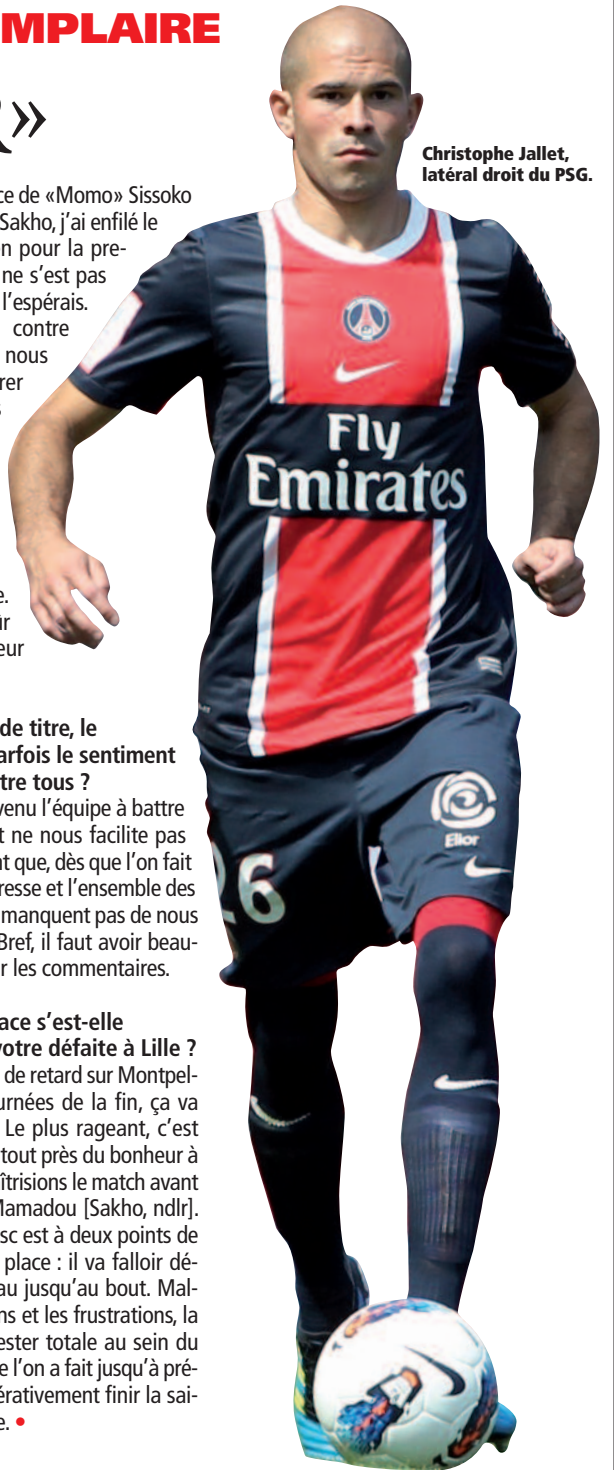 MPLAIRE
»
Christophe Jallet,
latéral droit du PSG.
ce de «Momo» Sissoko
Sakho, j’ai enfilé le
n pour la pre-
ne s’est pas
l’espérais.
contre
nous
rer
s
e.
ûr
eur
de titre, le
arfois le sentiment
tre tous ?
venu l’équipe à battre
t ne nous facilite pas
nt que, dès que l’on fait
resse et l’ensemble des
manquent pas de nous
Bref, il faut avoir beau-
r les commentaires.
ace s’est-elle
votre défaite à Lille ?
de retard sur Montpel-
urnées de la fin, ça va
Le plus rageant, c’est
tout près du bonheur à
aîtrisions le match avant
Mamadou [Sakho, ndlr].
sc est à deux points de
place : il va falloir dé-
au jusqu’au bout. Mal-
ns et les frustrations, la
ester totale au sein du
e l’on a fait jusqu’à pré-
érativement finir la sai-
e. •
Fly
Emirates
Elior
26